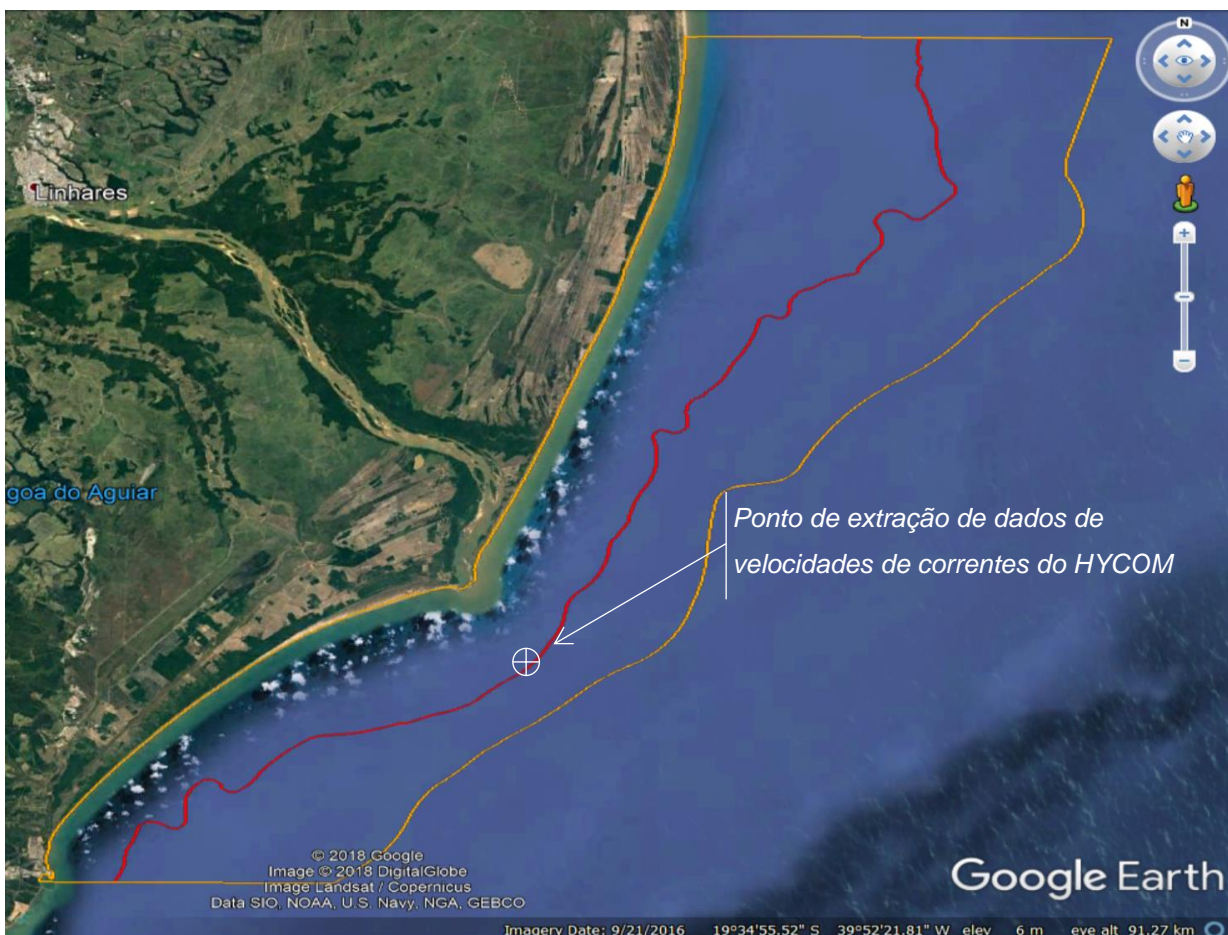 N
Linhares
goa do Aguiar
Ponto de extração de dados de
velocidades de correntes do HYCOM
© 2018 Google
Image © 2018 DigitalGlobe
Image Landsat / Copernicus
Data SIO, NOAA, U.S. Navy, NGA, GEBCO
Google Earth
Imagery Date: 9/21/2016 19°34'55.52" S 39°52'21.81" W elev 6 m eye alt 91.27 km